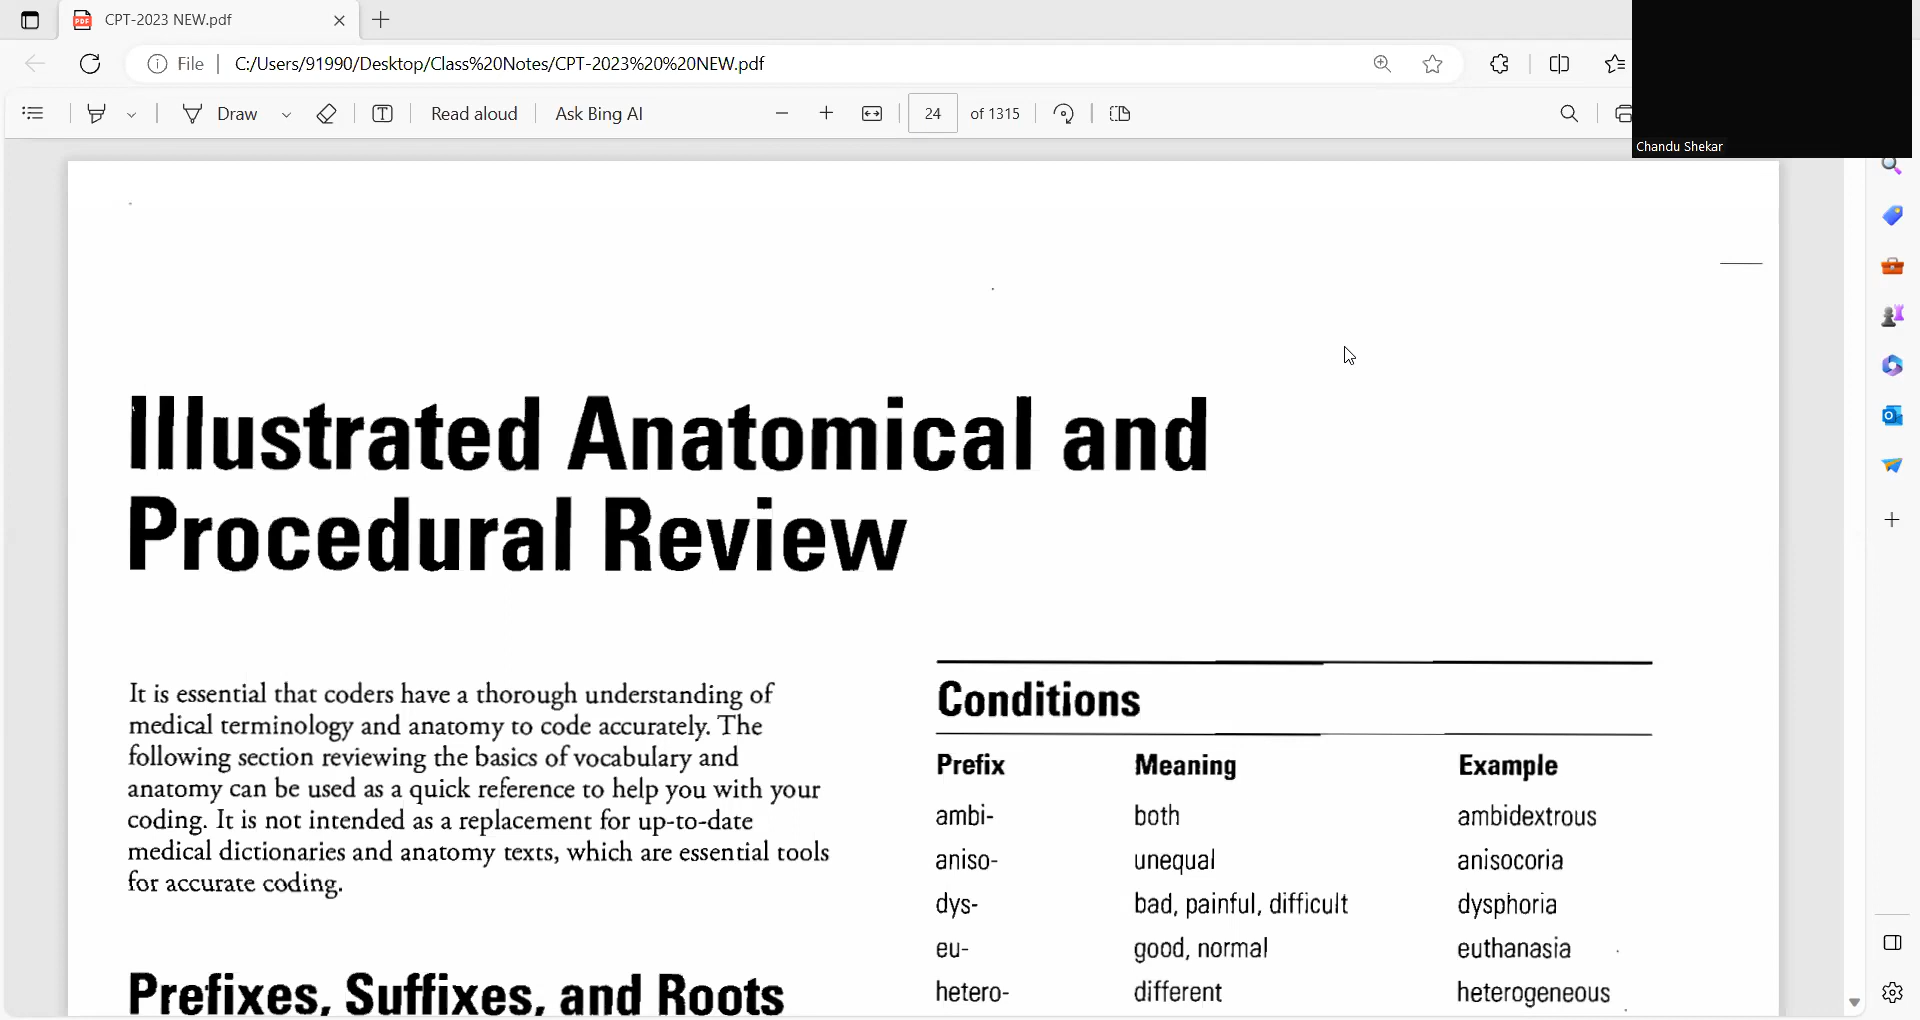 CPT-2023 NEW.pdf
File
C:/Users/91990/Desktop/Class%20Notes/CPT-2023%20%20NEW.pdf
Draw
Read aloud
Ask Bing AI
24
of 1315
Chandu Shekar
Illustrated Anatomical and
Procedural Review
It is essential that coders have a thorough understanding of
medical terminology and anatomy to code accurately. The
following section reviewing the basics of vocabulary and
anatomy can be used as a quick reference to help you with your
coding. It is not intended as a replacement for up-to-date
medical dictionaries and anatomy texts, which are essential tools
for accurate coding.
Prefixes, Suffixes, and Roots
Conditions
Prefix Meaning Example
ambi- both ambidextrous
aniso- unequal anisocoria
dys- bad, painful, difficult dysphoria
eu- good, normal euthanasia
hetero- different heterogeneous